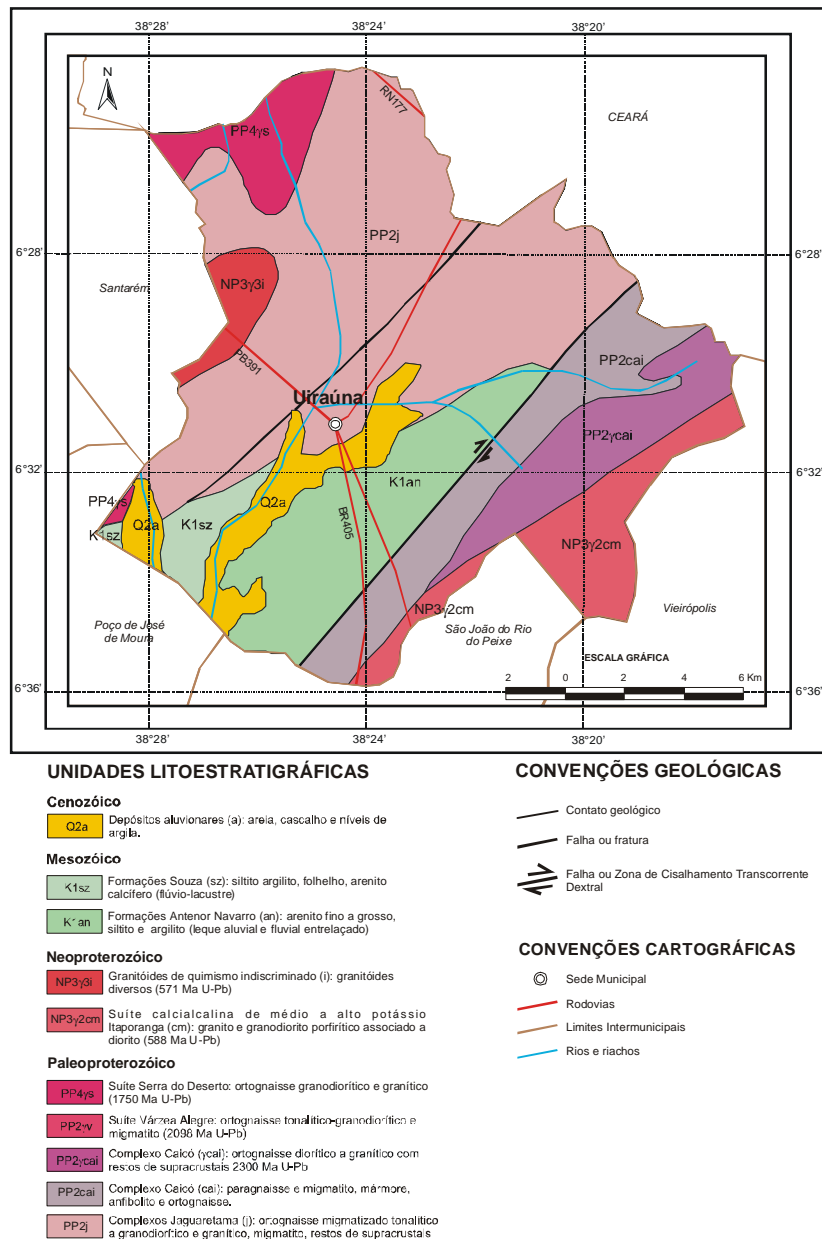 38°28'
38°24'
38°20'
N
RN177
CEARÁ
PP4γs
PP2j
6°28'
6°28'
Santarém
NP3γ3i
PB391
PP2cai
Uiraúna
PP2γcai
6°32'
K1an
6°32'
PP4γs
Q2a
Q2a
K1sz
K1sz
BR405
NP3γ2cm
NP3γ2cm
Poço de José
de Moura
São João do Rio
do Peixe
Vieirópolis
ESCALA GRÁFICA
2 0 2 4 6 Km
6°36'
6°36'
38°28'
38°24'
38°20'
UNIDADES LITOESTRATIGRÁFICAS
Cenozóico
Q2a
Depósitos aluvionares (a): areia, cascalho e níveis de
argila.
Mesozóico
K1sz
Formações Souza (sz): siltito argilito, folhelho, arenito
calcífero (flúvio-lacustre)
K1an
Formações Antenor Navarro (an): arenito fino a grosso,
siltito e argilito (leque aluvial e fluvial entrelaçado)
Neoproterozóico
NP3γ3i
Granitóides de quimismo indiscriminado (i): granitóides
diversos (571 Ma U-Pb)
NP3γ2cm
Suíte calcialcalina de médio a alto potássio
Itaporanga (cm): granito e granodiorito porfirítico associado a
diorito (588 Ma U-Pb)
Paleoproterozóico
PP4γs
Suíte Serra do Deserto: ortognaisse granodiorítico e granítico
(1750 Ma U-Pb)
PP2γv
Suíte Várzea Alegre: ortognaisse tonalítico-granodiorítico e
migmatito (2098 Ma U-Pb)
PP2γcai
Complexo Caicó (γcai): ortognaisse diorítico a granítico com
restos de supracrustais 2300 Ma U-Pb
PP2cai
Complexo Caicó (cai): paragnaisse e migmatito, mármore,
anfibolito e ortognaisse.
PP2j
Complexos Jaguaretama (j): ortognaisse migmatizado tonalítico
a granodiorítico e granítico, migmatito, restos de supracrustais
CONVENÇÕES GEOLÓGICAS
Contato geológico
Falha ou fratura
Falha ou Zona de Cisalhamento Transcorrente
Dextral
CONVENÇÕES CARTOGRÁFICAS
Sede Municipal
Rodovias
Limites Intermunicipais
Rios e riachos